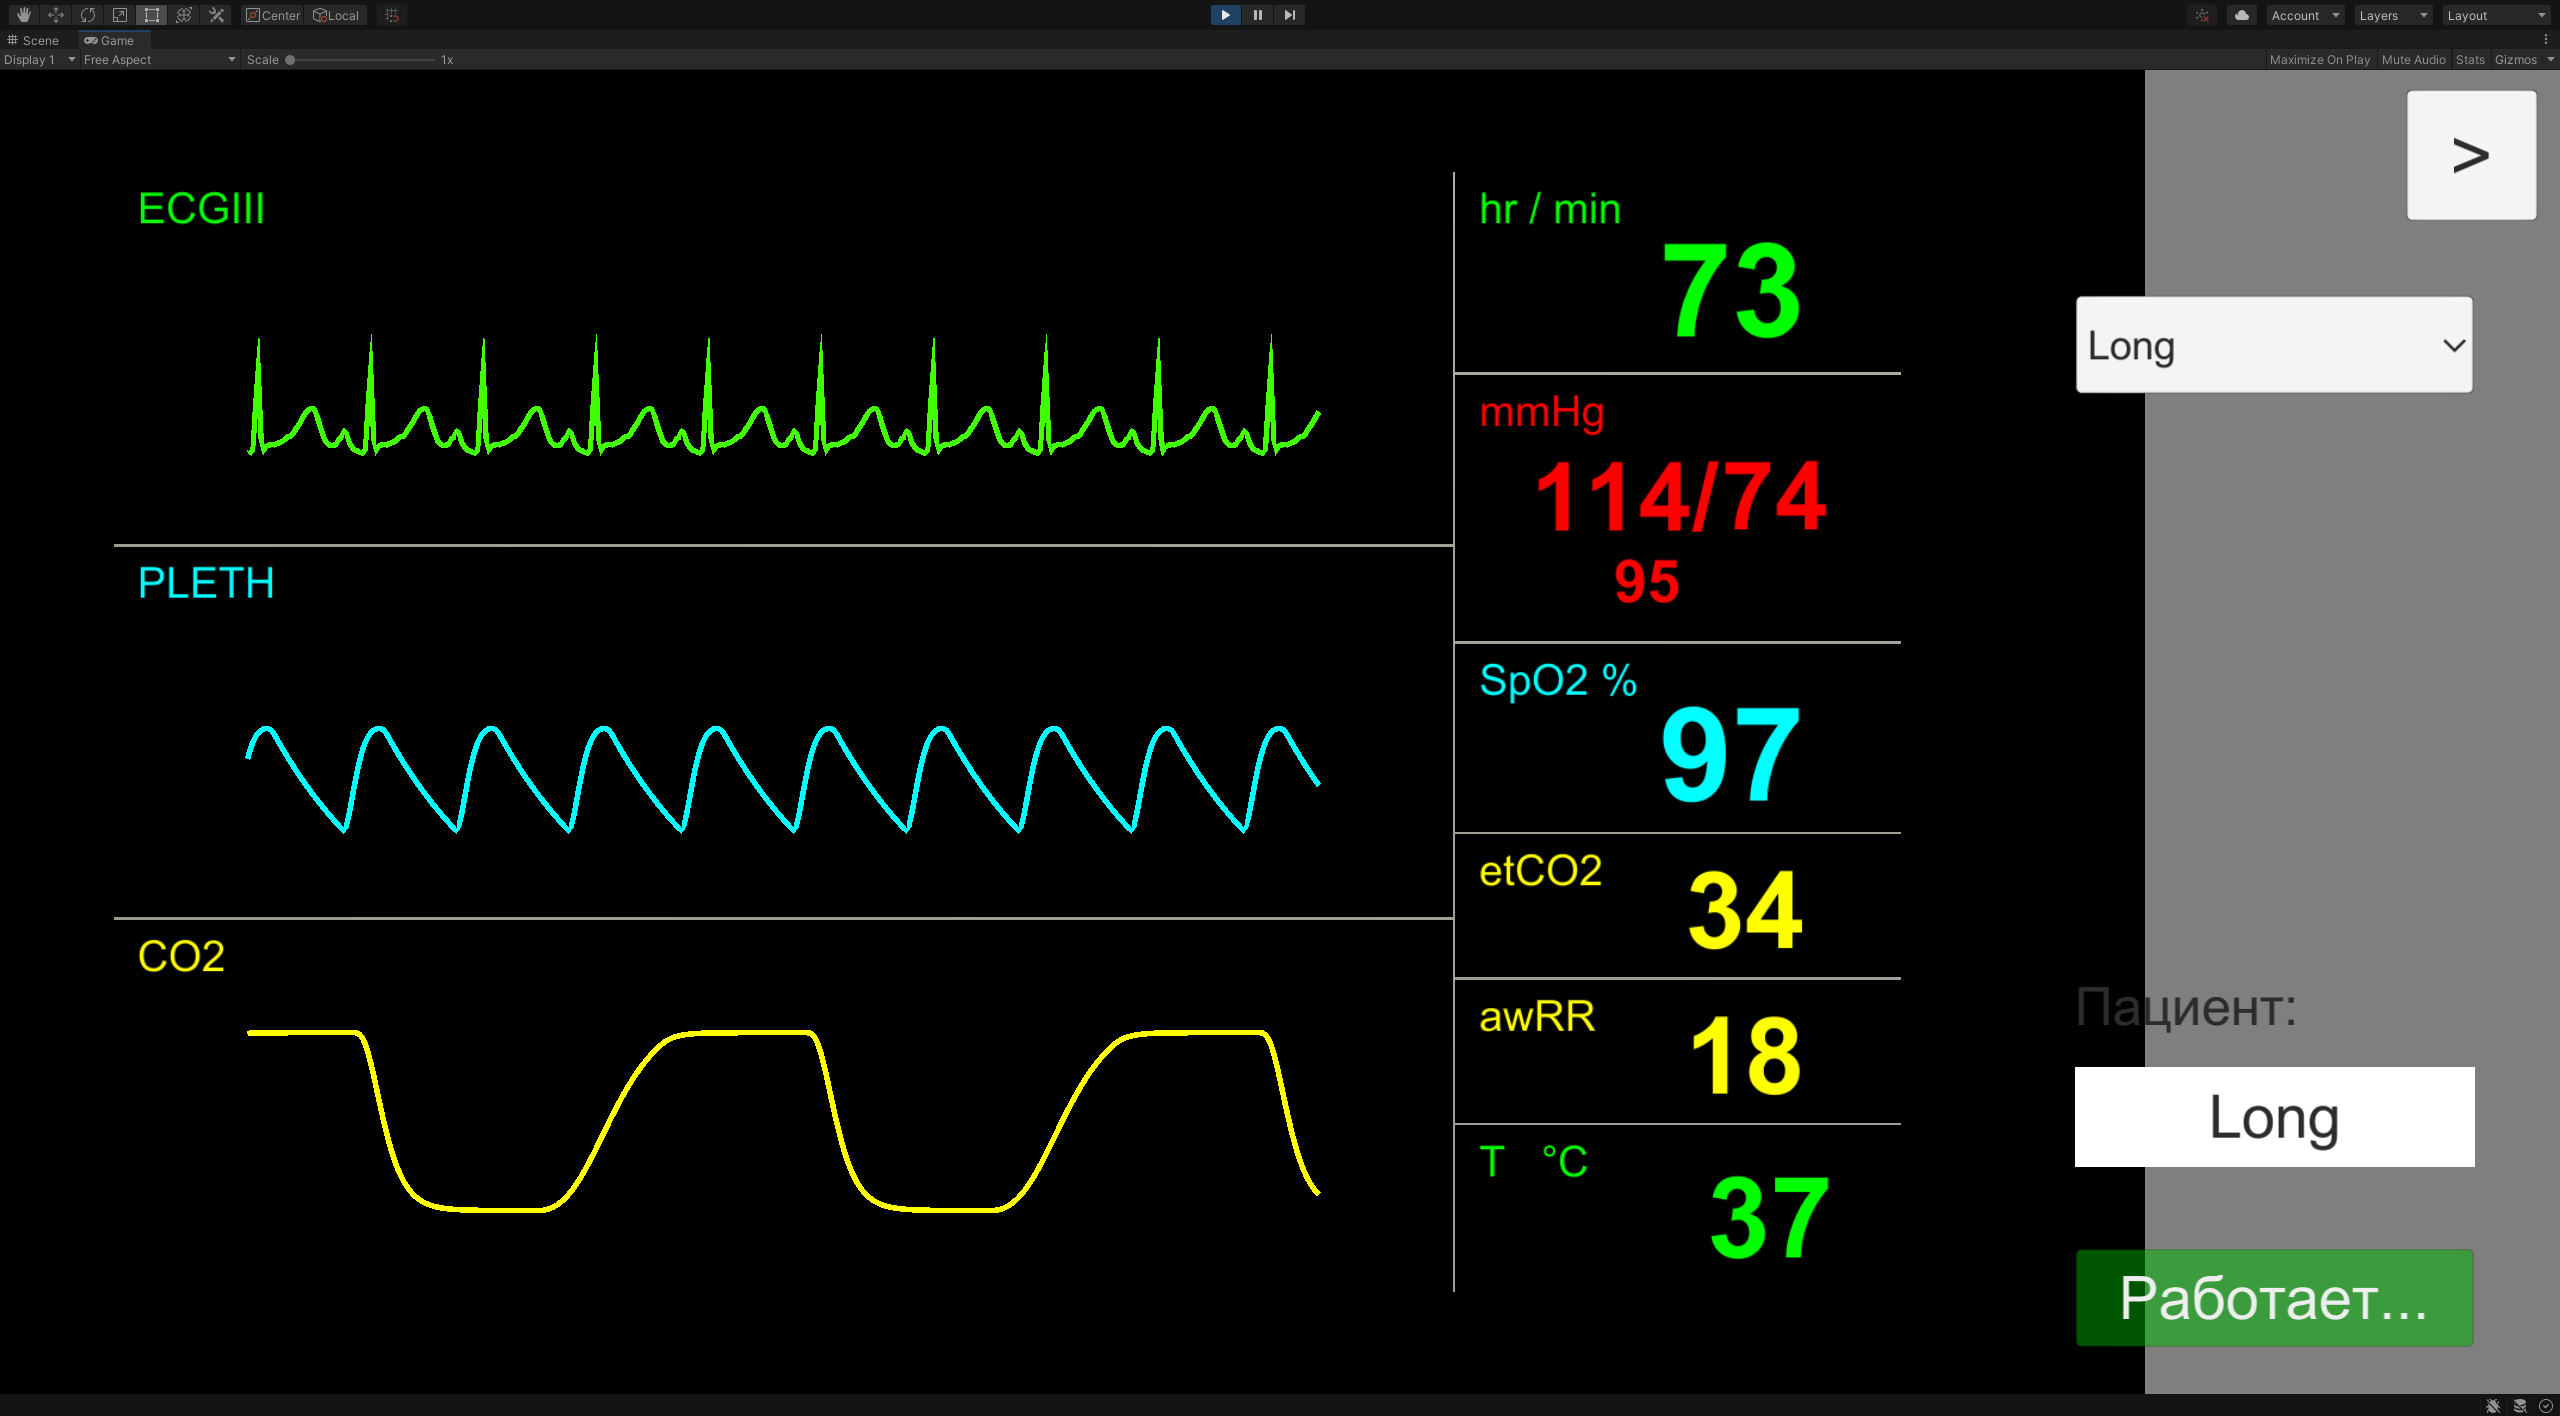 Center Local Account Layers Layout
Scene Game
Display 1 Free Aspect Scale 1x Maximize On Play Mute Audio Stats Gizmos
>
ECGIII
hr / min
73
Long
mmHg
114/74
95
PLETH
SpO2 %
97
etCO2
34
CO2
awRR
18
Пациент:
Long
T °C
37
Работает...